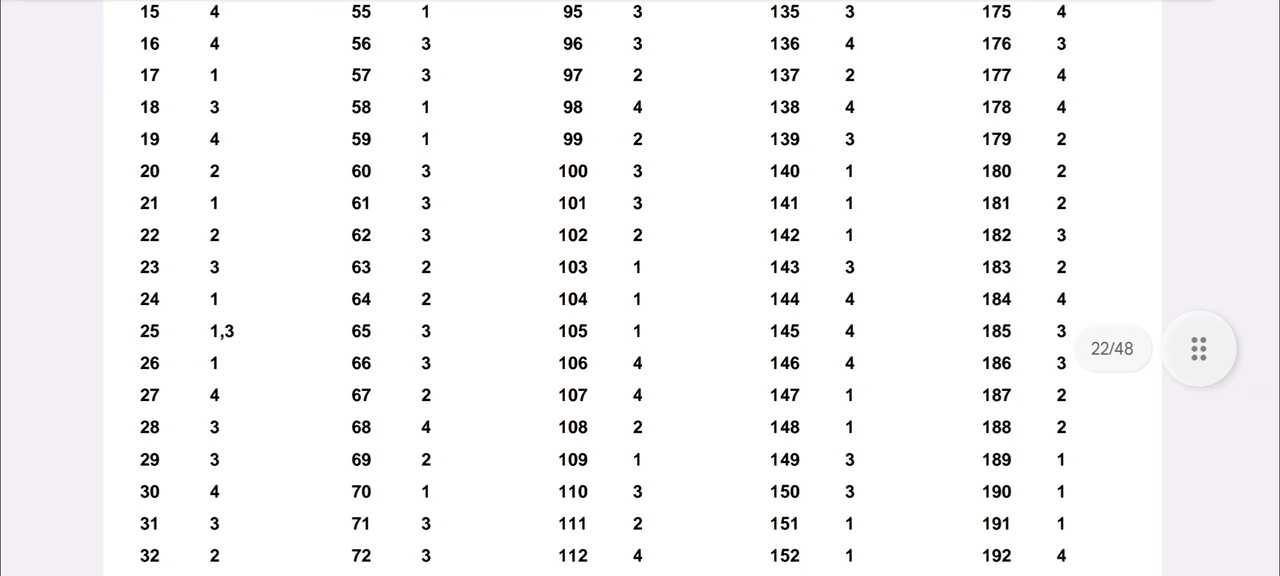 15 4 55 1 95 3 135 3 175 4
16 4 56 3 96 3 136 4 176 3
17 1 57 3 97 2 137 2 177 4
18 3 58 1 98 4 138 4 178 4
19 4 59 1 99 2 139 3 179 2
20 2 60 3 100 3 140 1 180 2
21 1 61 3 101 3 141 1 181 2
22 2 62 3 102 2 142 1 182 3
23 3 63 2 103 1 143 3 183 2
24 1 64 2 104 1 144 4 184 4
25 1,3 65 3 105 1 145 4 185 3
22/48
26 1 66 3 106 4 146 4 186 3
27 4 67 2 107 4 147 1 187 2
28 3 68 4 108 2 148 1 188 2
29 3 69 2 109 1 149 3 189 1
30 4 70 1 110 3 150 3 190 1
31 3 71 3 111 2 151 1 191 1
32 2 72 3 112 4 152 1 192 4